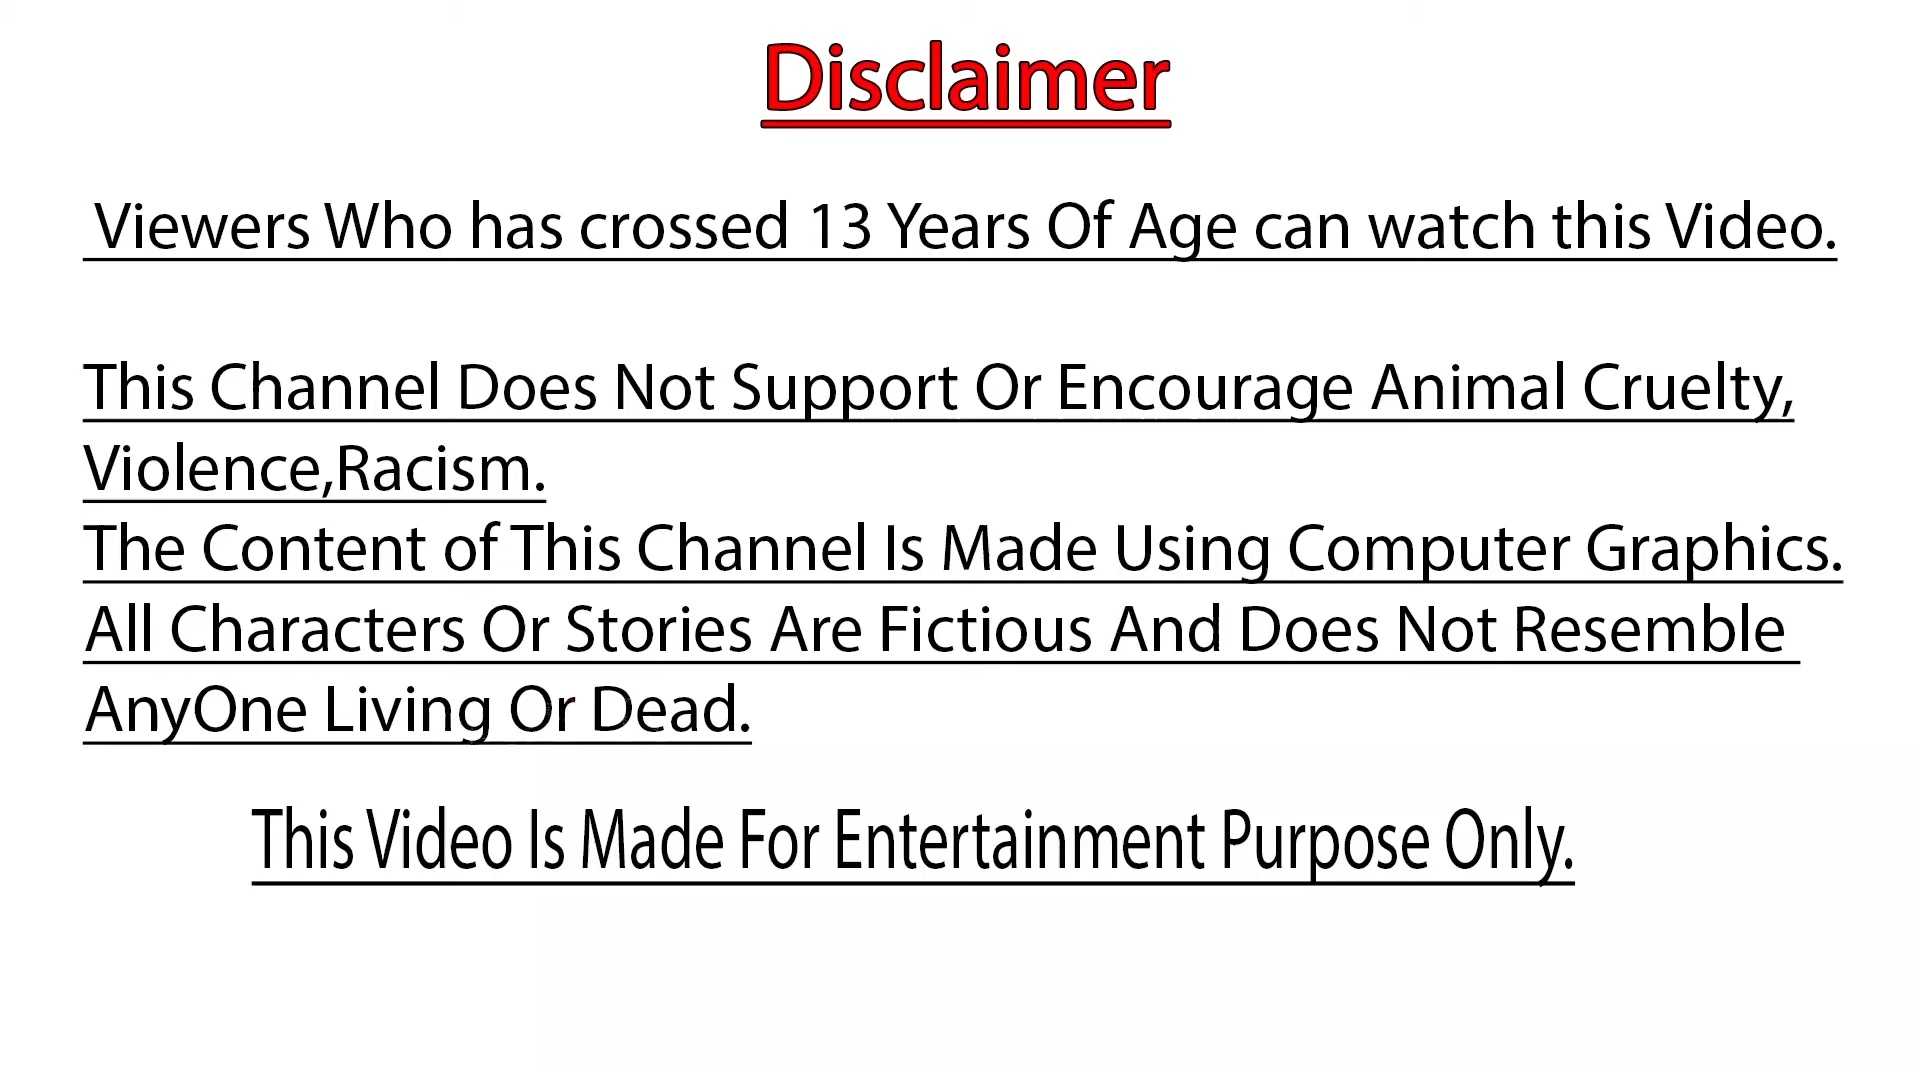 Disclaimer
Viewers Who has crossed 13 Years Of Age can watch this Video.
This Channel Does Not Support Or Encourage Animal Cruelty,
Violence,Racism.
The Content of This Channel Is Made Using Computer Graphics.
All Characters Or Stories Are Fictious And Does Not Resemble
AnyOne Living Or Dead.
This Video Is Made For Entertainment Purpose Only.